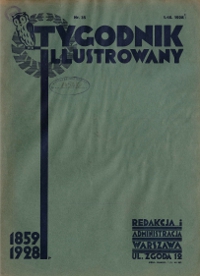 TYGODNIK
ILLUSTROWANY
1859
1928 R.
REDAKCJA i
ADMINISTRACJA
WARSZAWA
UL. ZGODA 12